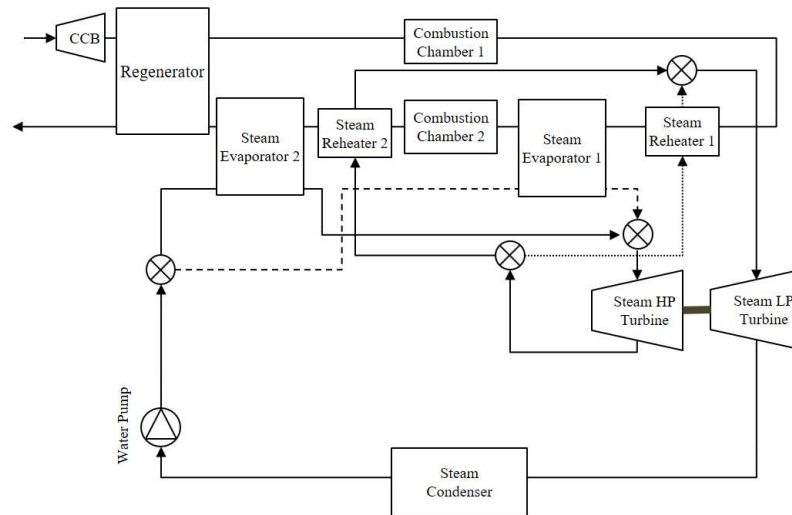 CCB
Regenerator
Combustion
Chamber 1
Steam
Evaporator 2
Steam
Reheater 2
Combustion
Chamber 2
Steam
Evaporator 1
Steam
Reheater 1
Steam HP
Turbine
Steam LP
Turbine
Water Pump
Steam
Condenser